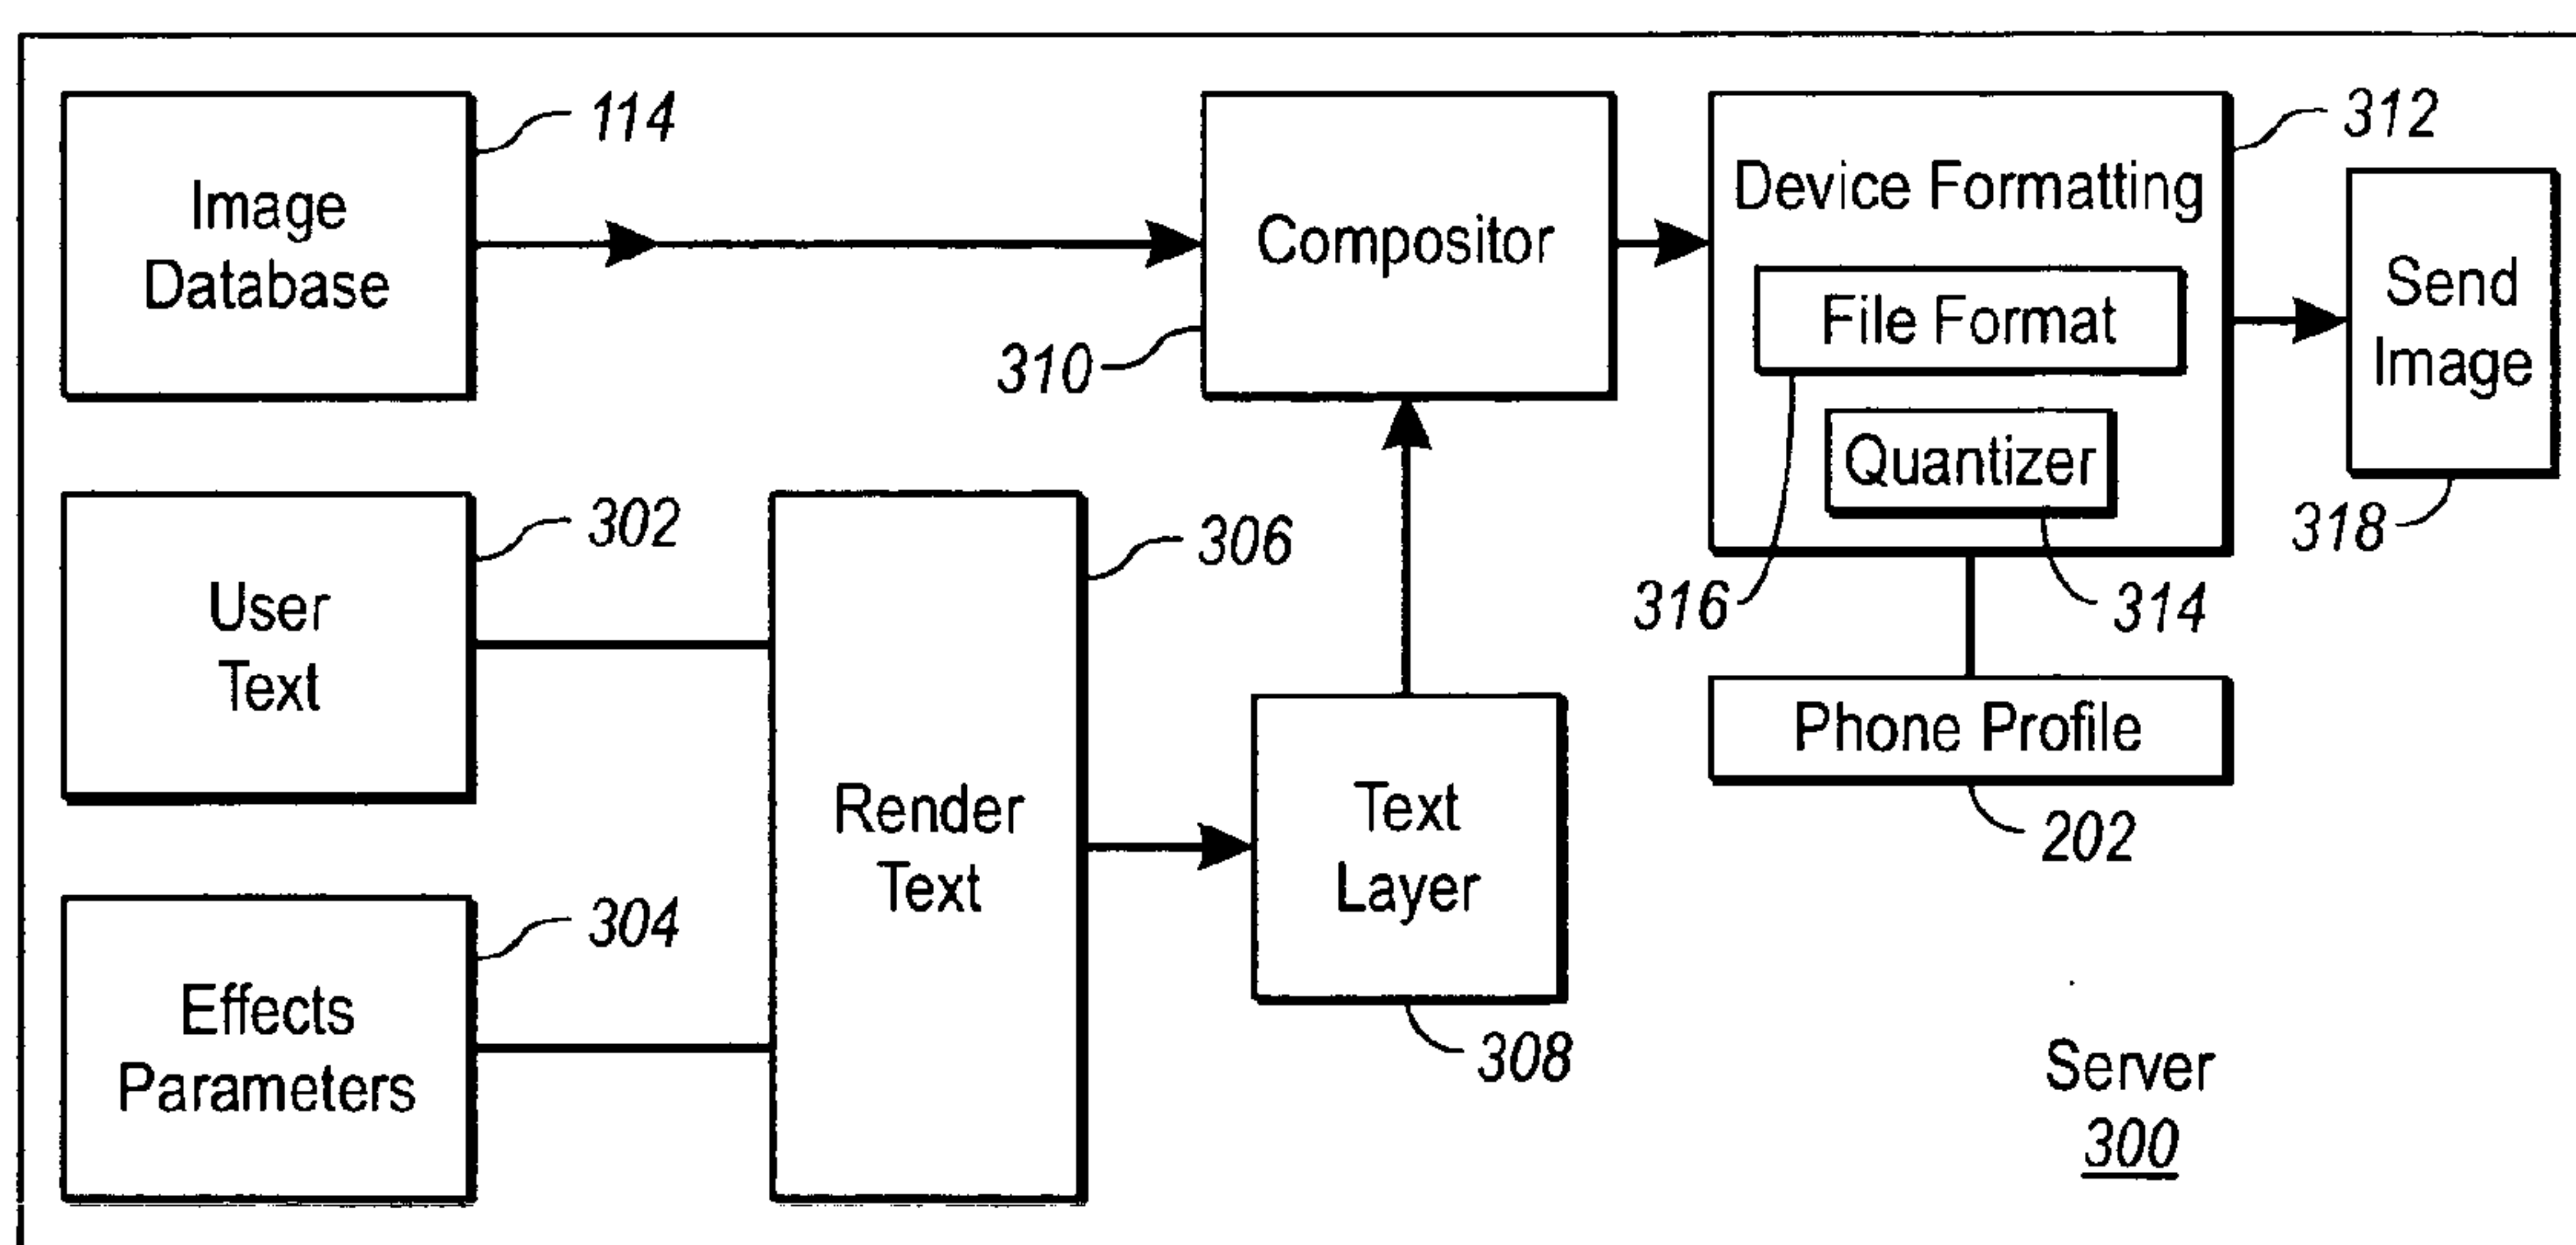 114
Image
Database
310
Compositor
312
Device Formatting
File Format
Quantizer
316
314
Send
Image
318
302
User
Text
306
Render
Text
Phone Profile
202
Text
Layer
308
304
Effects
Parameters
Server
300